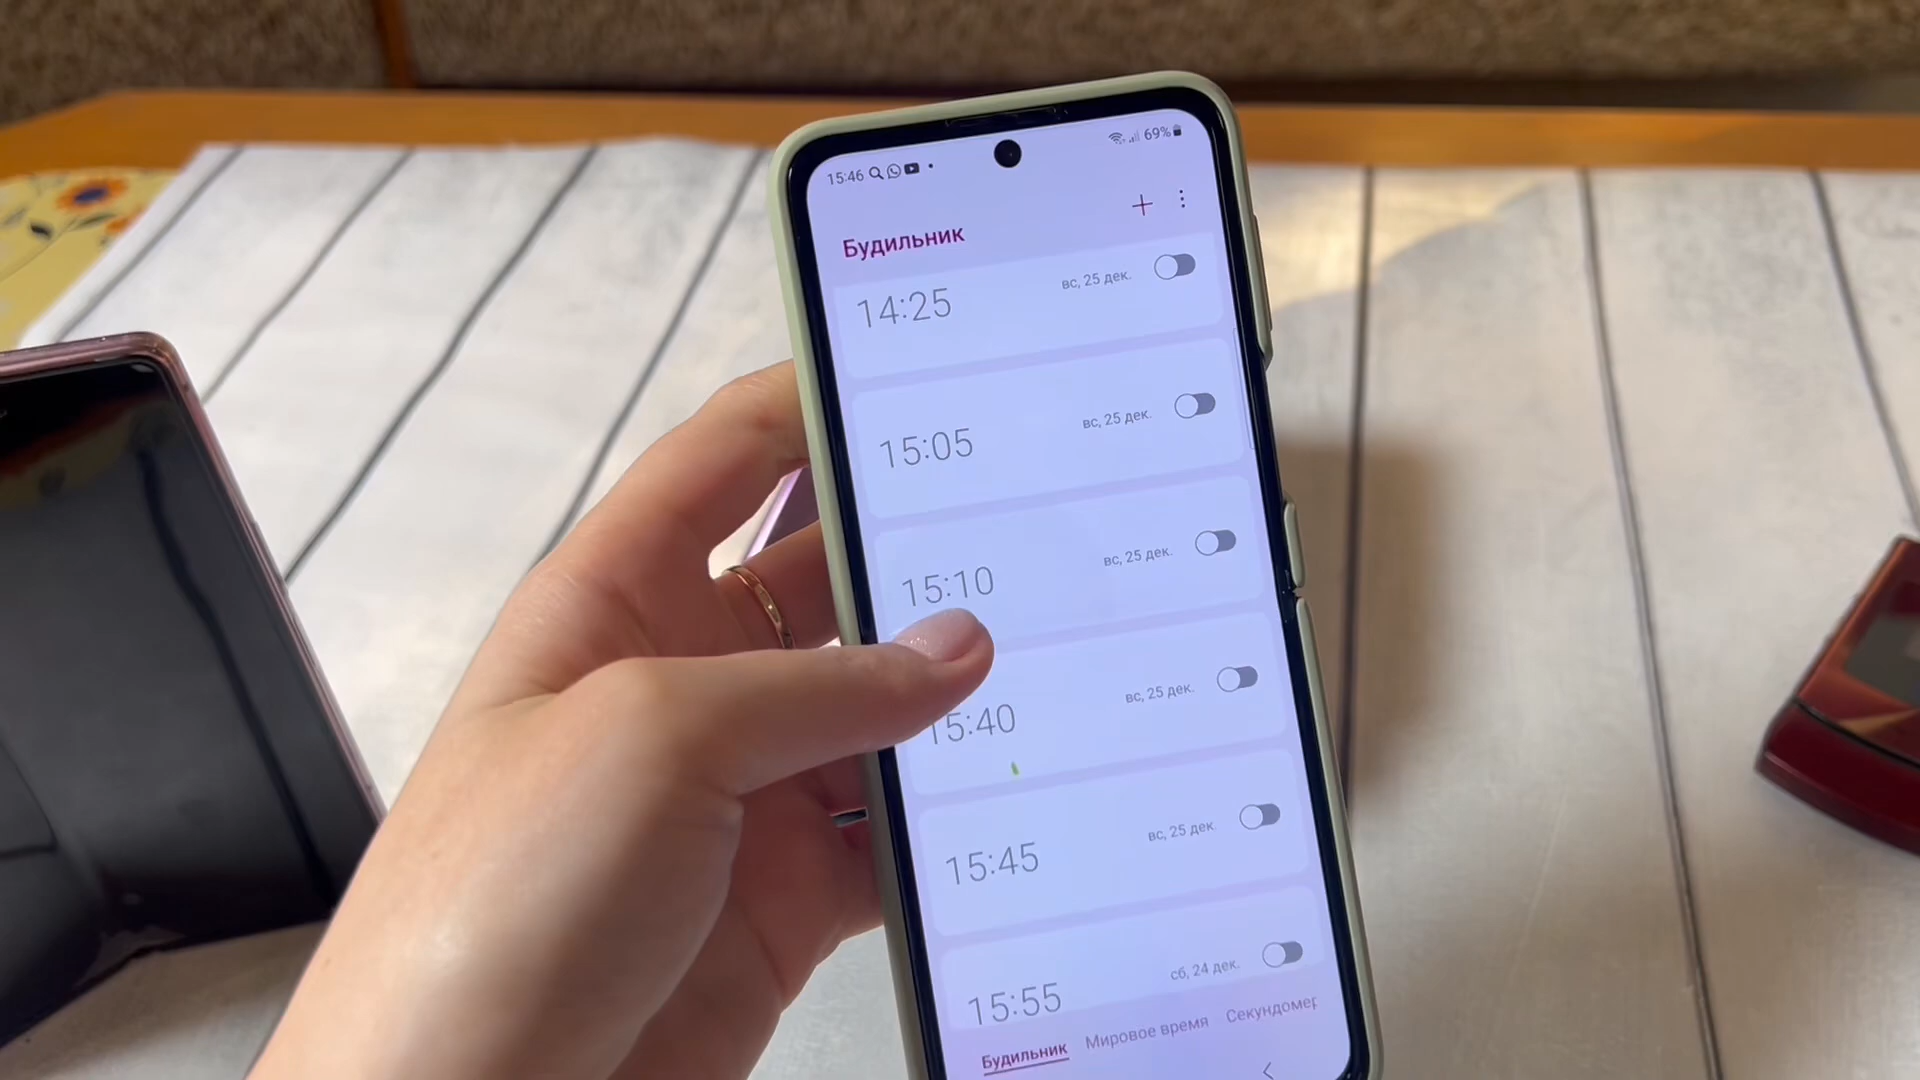 15:46 69%
Будильник
14:25 вс, 25 дек.
15:05 вс, 25 дек.
15:10 вс, 25 дек.
15:40 вс, 25 дек.
15:45 вс, 25 дек.
15:55 сб, 24 дек.
Будильник Мировое время Секундомер